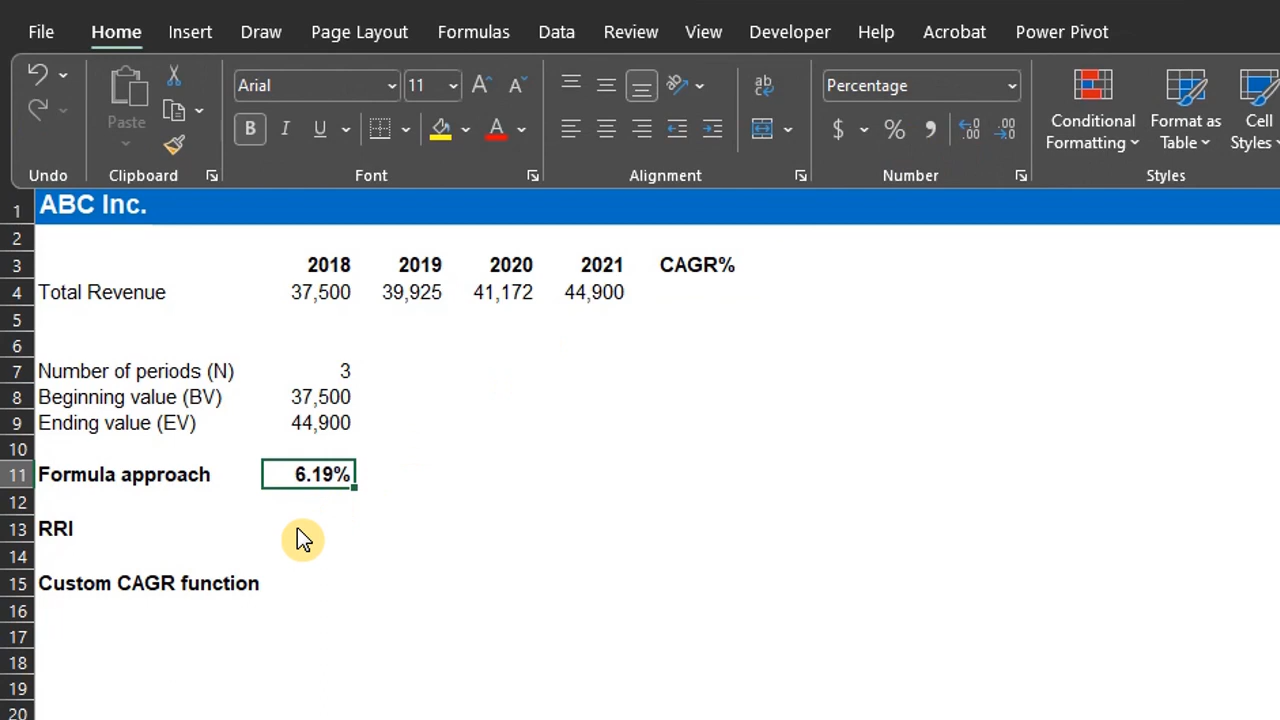 File Home Insert Draw Page Layout Formulas Data Review View Developer Help Acrobat Power Pivot
Arial 11 A A ab c Percentage
Paste B I U A $ % 9 .00 .0 Conditional Formatting Format as Table Cell Styles
Undo Clipboard Font Alignment Number Styles
1 ABC Inc.
2
3 2018 2019 2020 2021 CAGR%
4 Total Revenue 37,500 39,925 41,172 44,900
5
6
7 Number of periods (N) 3
8 Beginning value (BV) 37,500
9 Ending value (EV) 44,900
10
11 Formula approach 6.19%
12
13 RRI
14
15 Custom CAGR function
16
17
18
19
20